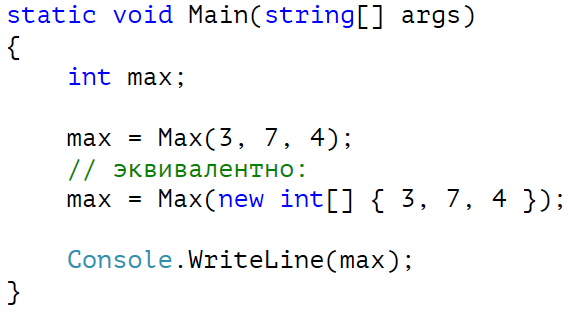 static void Main(string[] args)
{
    int max;

    max = Max(3, 7, 4);
    // эквивалентно:
    max = Max(new int[] { 3, 7, 4 });

    Console.WriteLine(max);
}